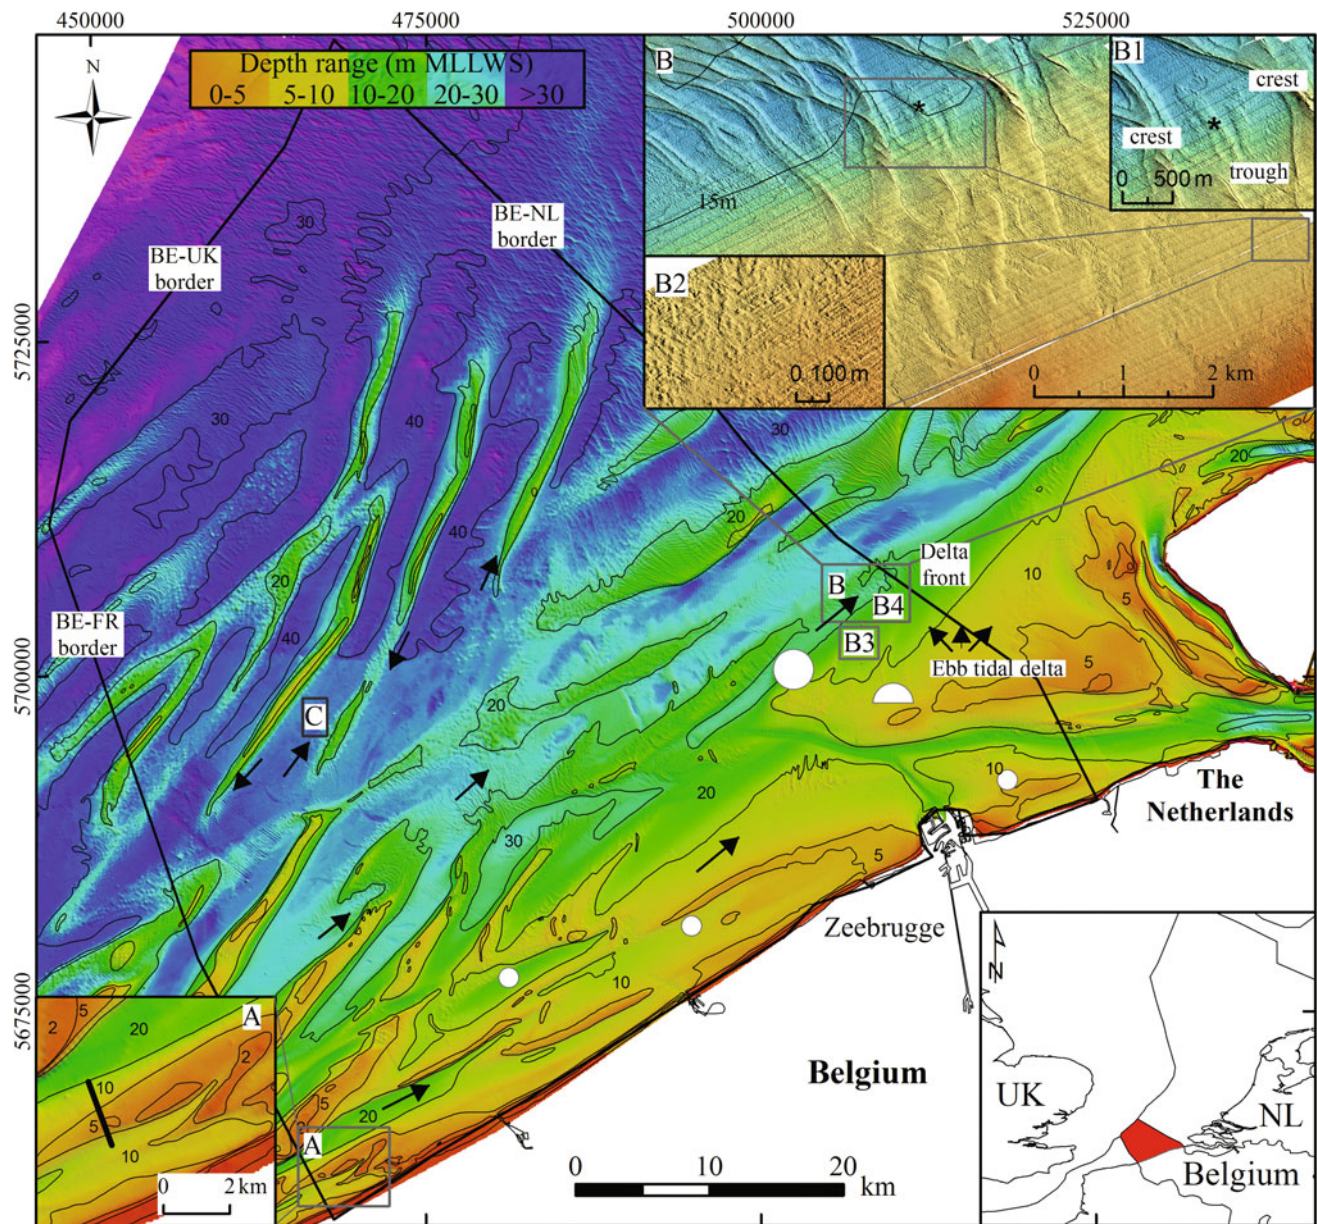 450000 475000 500000 525000
N
Depth range (m MLLWS)
0-5 5-10 10-20 20-30 >30
B
15m
B1
crest
crest
trough
0 500 m
B2
0 100 m
0 1 2 km
BE-NL
border
BE-UK
border
BE-FR
border
5725000
5700000
5675000
30
30
40
40
40
20
20
30
20
20
20
30
20
10
5
5
10
5
10
20
5
Delta
front
B
B4
B3
Ebb tidal delta
C
The
Netherlands
Zeebrugge
Belgium
A
5
2
20
2
10
5
10
0 2 km
A
0 10 20 km
N
UK
NL
Belgium